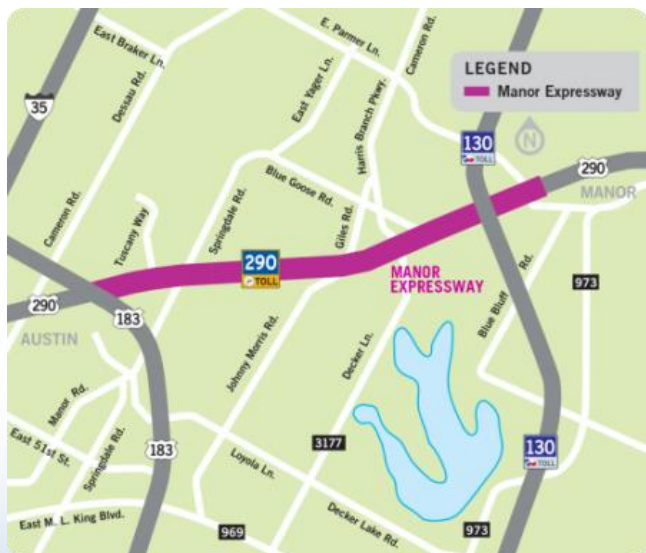 East Braker Ln.
E. Parmer Ln.
Cameron Rd.
LEGEND
Manor Expressway
35
Dessau Rd.
East Yager Ln.
Harris Branch Pkwy.
130
TOLL
N
290
MANOR
Blue Goose Rd.
Cameron Rd.
Tuscany Way
Springdale Rd.
Giles Rd.
290
TOLL
MANOR
EXPRESSWAY
973
Blue Bluff Rd.
290
183
AUSTIN
Johnny Morris Rd.
Decker Ln.
Manor Rd.
183
3177
130
TOLL
East 51st St.
Springdale Rd.
Loyola Ln.
East M. L. King Blvd.
969
Decker Lake Rd.
973